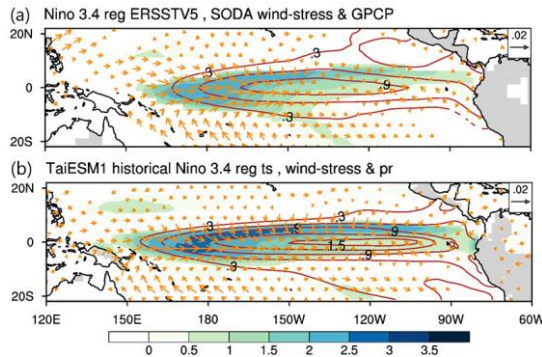 (a) Nino 3.4 reg ERSSTV5 , SODA wind-stress & GPCP
20N
0
20S
.02
.3
.9
.3
(b) TaiESM1 historical Nino 3.4 reg ts , wind-stress & pr
20N
0
20S
.02
.3
.9
.9
1.5
.9
.3
120E 150E 180 150W 120W 90W 60W
0 0.5 1 1.5 2 2.5 3 3.5